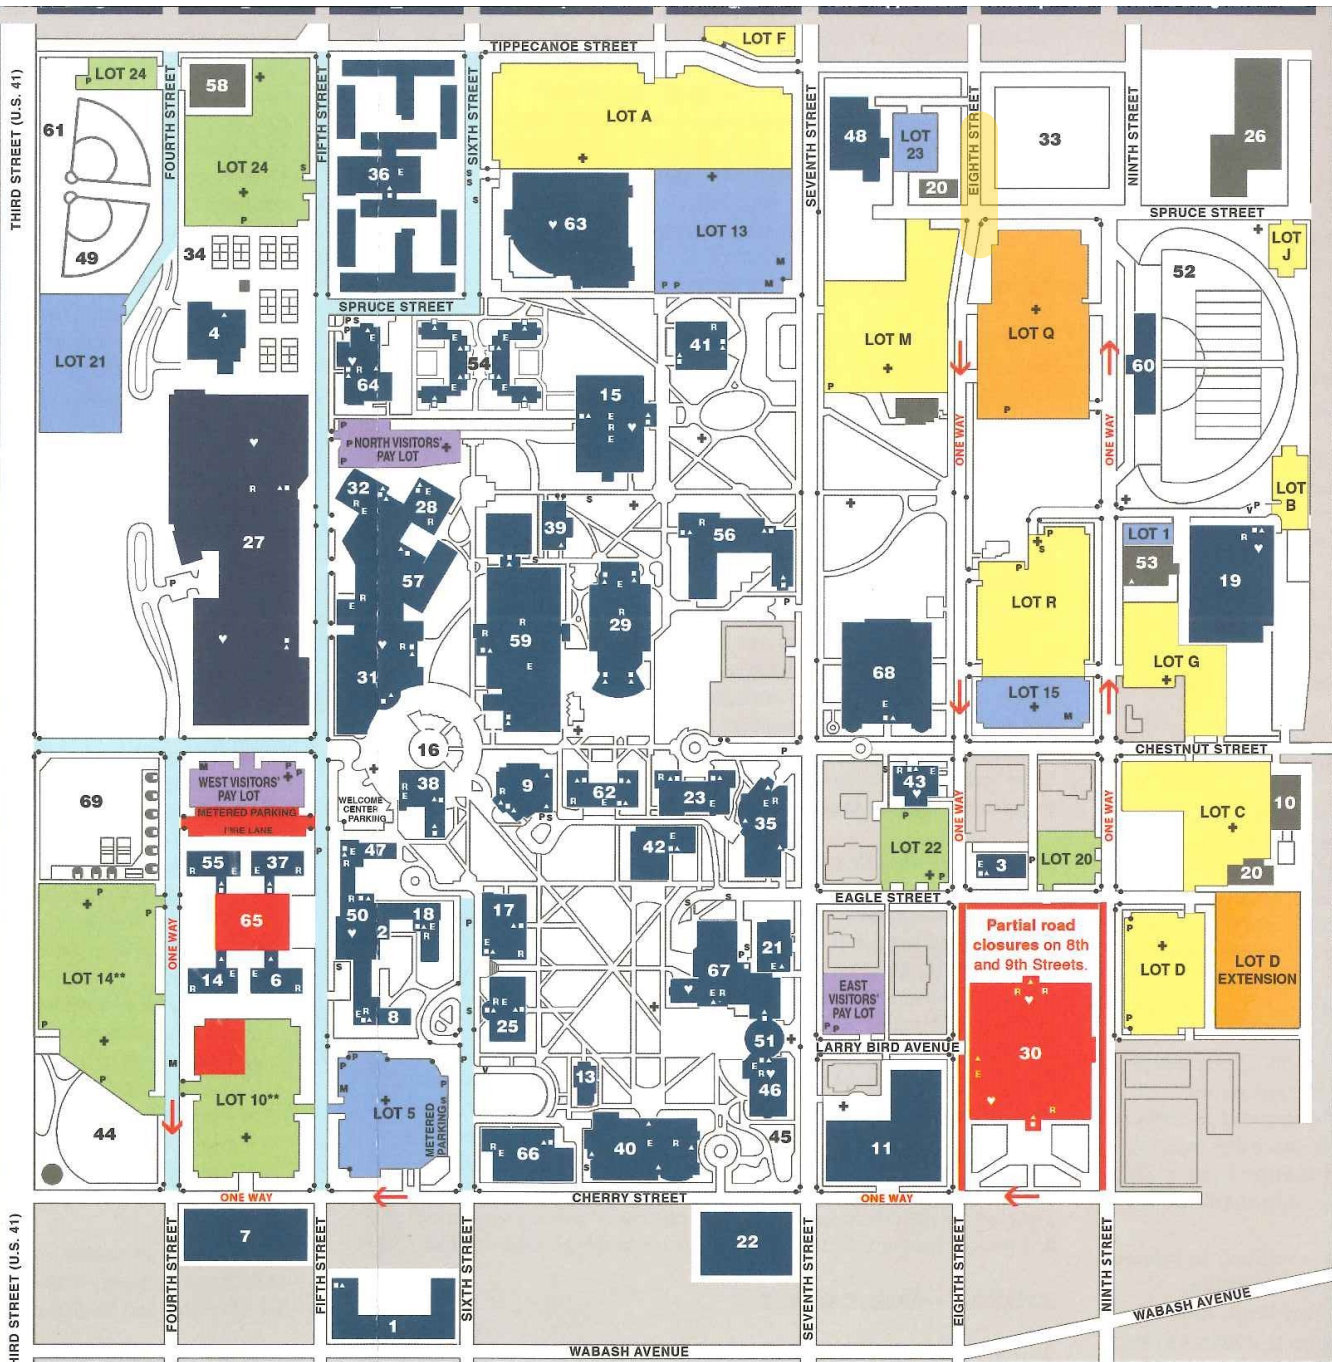 TIPPECANOE STREET
LOT F
LOT 24
58
THIRD STREET (U.S. 41)
FOURTH STREET
FIFTH STREET
SIXTH STREET
SEVENTH STREET
EIGHTH STREET
NINTH STREET
61
LOT 24
36
LOT A
48
LOT
23
20
33
26
49
34
63
LOT 13
SPRUCE STREET
LOT
J
52
LOT 21
4
SPRUCE STREET
64
54
41
15
LOT M
LOT Q
60
ONE WAY
ONE WAY
NORTH VISITORS'
PAY LOT
32
28
39
56
LOT
B
27
57
59
29
LOT R
LOT 1
53
19
31
68
LOT G
LOT 15
16
CHESTNUT STREET
WEST VISITORS'
PAY LOT
METERED PARKING
FIRE LANE
69
WELCOME
CENTER
PARKING
38
9
62
23
35
43
ONE WAY
ONE WAY
LOT C
10
55
37
47
42
LOT 22
3
LOT 20
20
EAGLE STREET
65
ONE WAY
50
2
18
17
67
21
Partial road
closures on 8th
and 9th Streets.
LOT 14**
14
6
8
25
51
EAST
VISITORS'
PAY LOT
LOT D
LOT D
EXTENSION
LARRY BIRD AVENUE
30
LOT 10**
LOT 5
METERED
PARKING
13
46
44
66
40
45
11
ONE WAY
CHERRY STREET
ONE WAY
7
22
1
THIRD STREET (U.S. 41)
FOURTH STREET
FIFTH STREET
SIXTH STREET
SEVENTH STREET
EIGHTH STREET
NINTH STREET
WABASH AVENUE
WABASH AVENUE